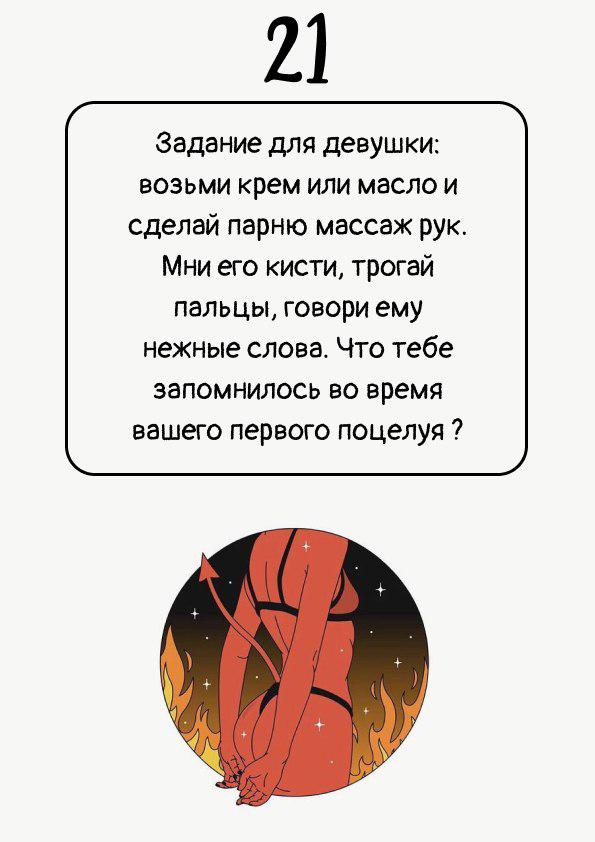 21
Задание для девушки:
возьми крем или масло и
сделай парню массаж рук.
Мни его кисти, трогай
пальцы, говори ему
нежные слова. Что тебе
запомнилось во время
вашего первого поцелуя ?